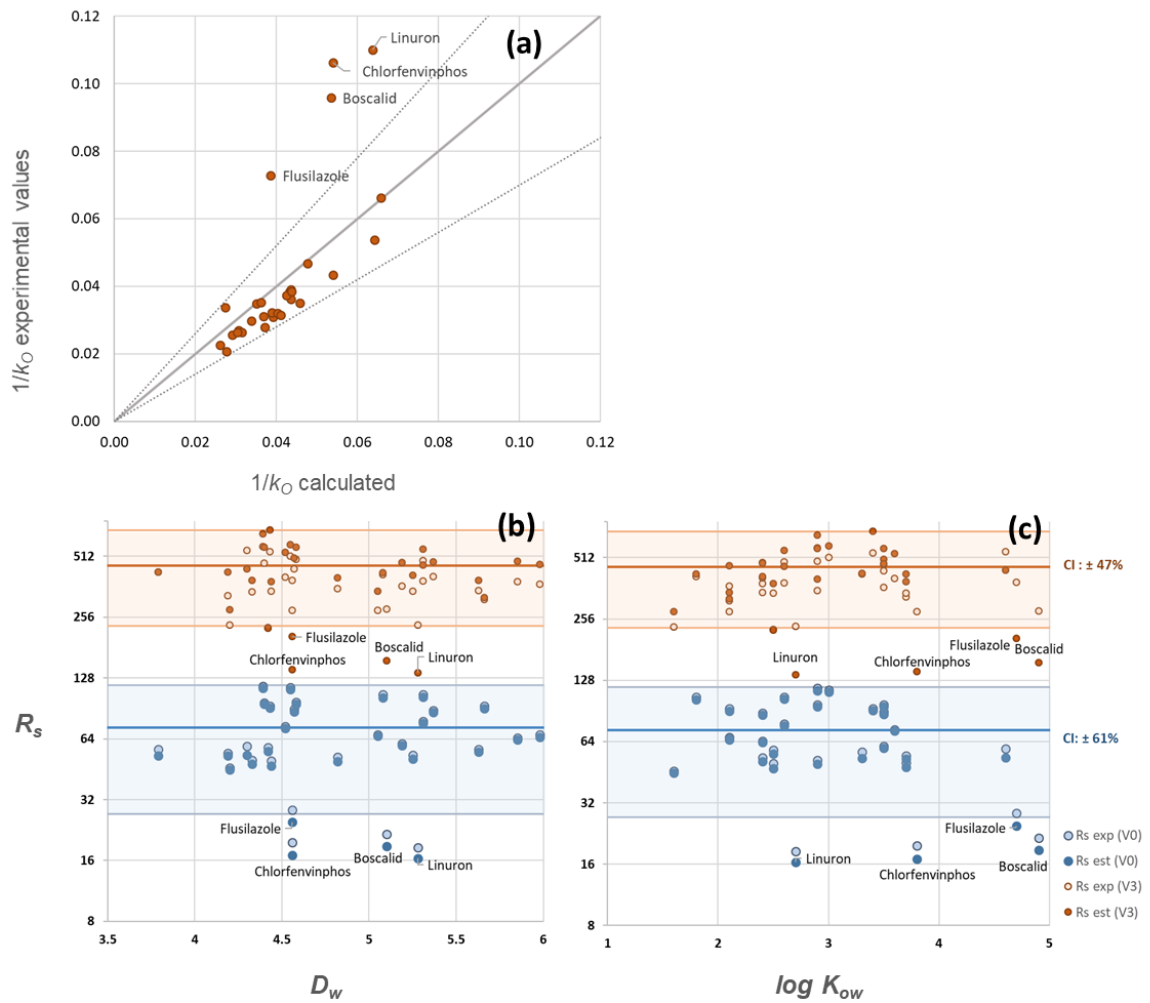 (a)
0.12
0.10
0.08
0.06
0.04
0.02
0.00
Linuron
Chlorfenvinphos
Boscalid
Flusilazole
1/kO experimental values
0.00 0.02 0.04 0.06 0.08 0.10 0.12
1/kO calculated
(b)
512
256
128
64
32
16
8
Rs
Flusilazole
Boscalid
Chlorfenvinphos
Linuron
Flusilazole
Boscalid
Linuron
Chlorfenvinphos
3.5 4 4.5 5 5.5 6
Dw
(c)
512
256
128
64
32
16
8
CI : ± 47%
Flusilazole
Boscalid
Linuron
Chlorfenvinphos
CI: ± 61%
Flusilazole
Linuron
Boscalid
Chlorfenvinphos
1 2 3 4 5
log Kow
Rs exp (V0)
Rs est (V0)
Rs exp (V3)
Rs est (V3)